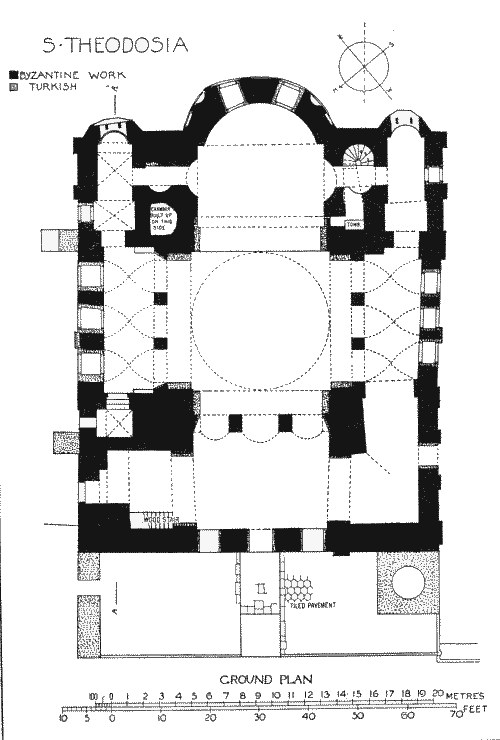 S·THEODOSIA
BYZANTINE WORK
TURKISH
A
CHAMBER
BUILT UP
ON THIS
SIDE
TOMB
WOOD STAIR
A
TILED PAVEMENT
GROUND PLAN
100 0 1 2 3 4 5 6 7 8 9 10 11 12 13 14 15 16 17 18 19 20 METRES
10 5 0 10 20 30 40 50 60 70 FEET